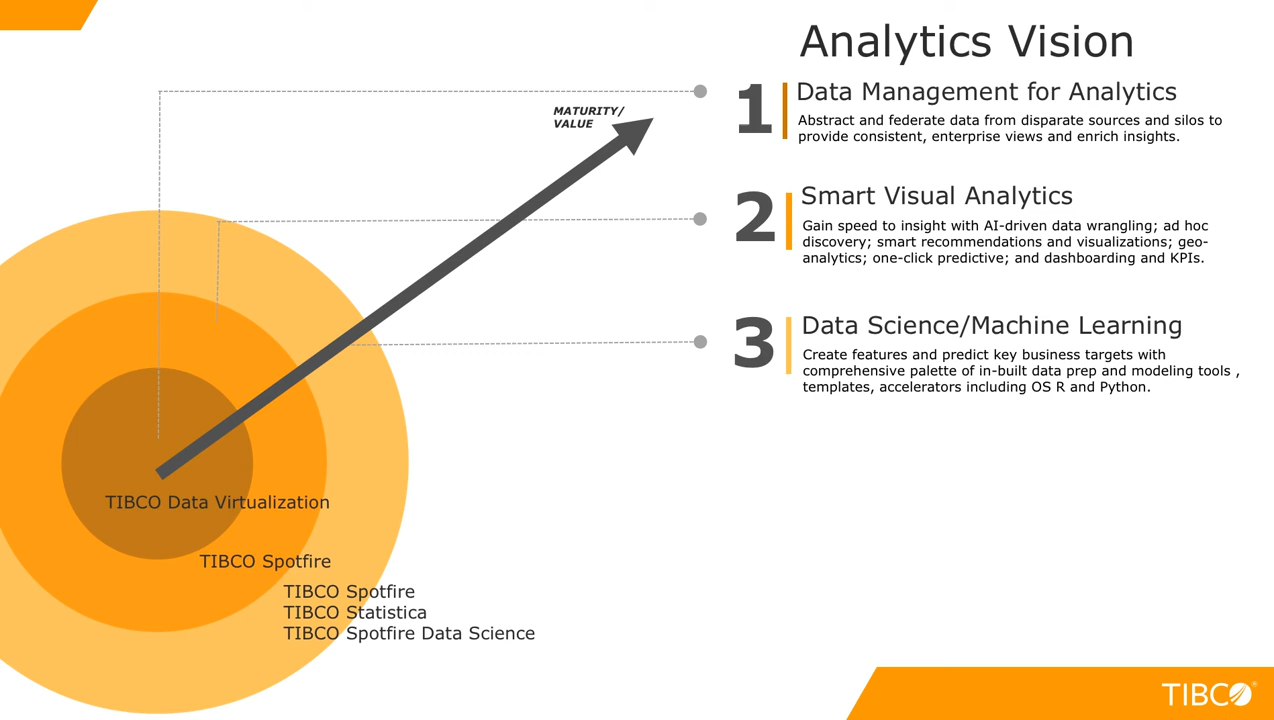 Analytics Vision
MATURITY/
VALUE
1
Data Management for Analytics
Abstract and federate data from disparate sources and silos to
provide consistent, enterprise views and enrich insights.
2
Smart Visual Analytics
Gain speed to insight with AI-driven data wrangling; ad hoc
discovery; smart recommendations and visualizations; geo-
analytics; one-click predictive; and dashboarding and KPIs.
3
Data Science/Machine Learning
Create features and predict key business targets with
comprehensive palette of in-built data prep and modeling tools ,
templates, accelerators including OS R and Python.
TIBCO Data Virtualization
TIBCO Spotfire
TIBCO Spotfire
TIBCO Statistica
TIBCO Spotfire Data Science
TIBCO®